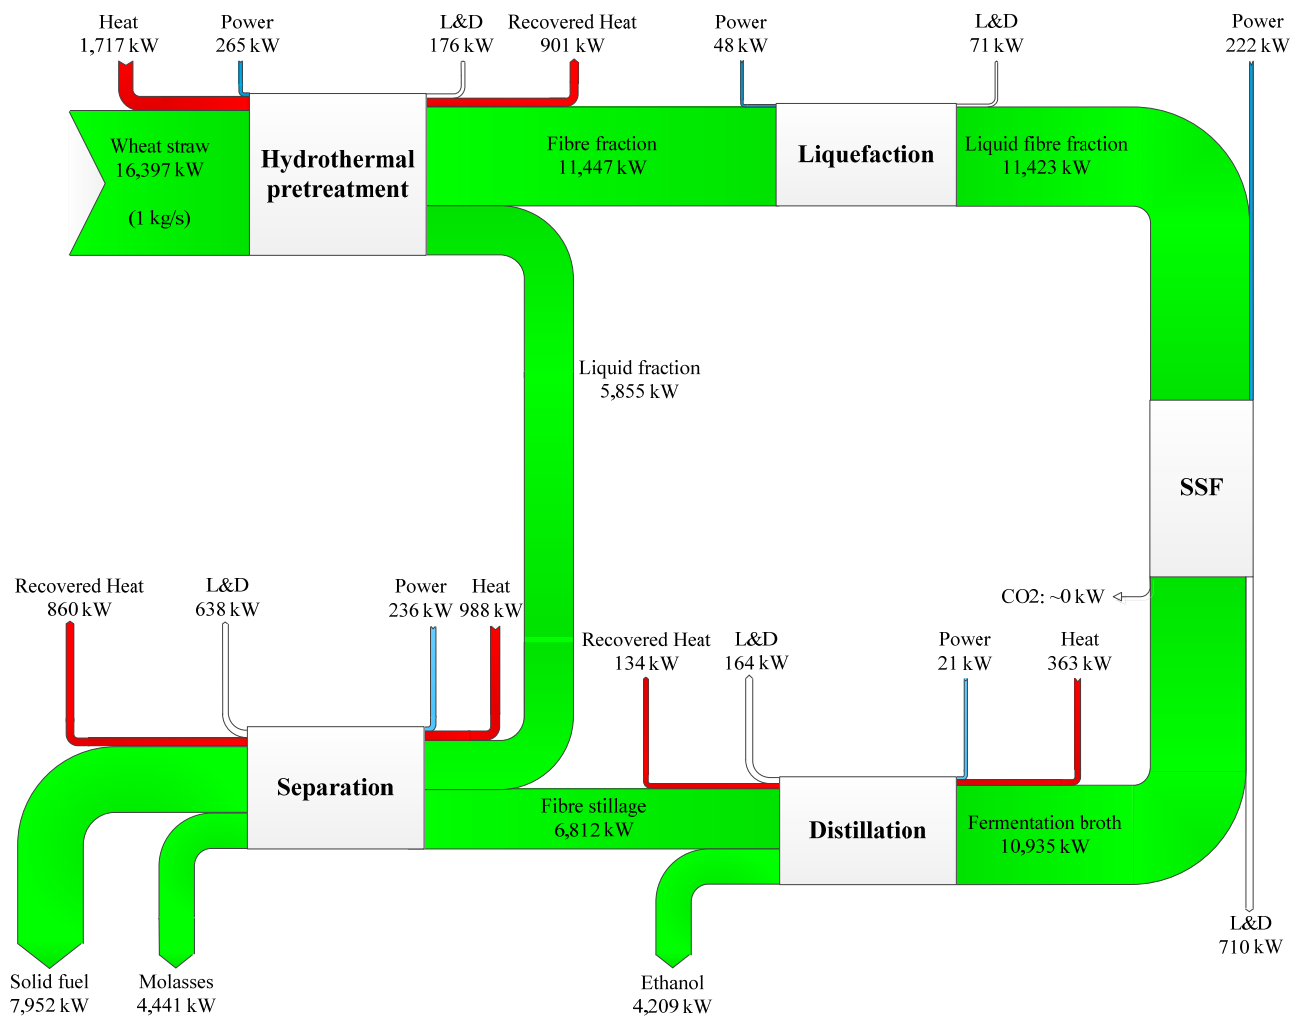 Heat
1,717 kW
Power
265 kW
L&D
176 kW
Recovered Heat
901 kW
Power
48 kW
L&D
71 kW
Power
222 kW
Wheat straw
16,397 kW
(1 kg/s)
Hydrothermal
pretreatment
Fibre fraction
11,447 kW
Liquefaction
Liquid fibre fraction
11,423 kW
Liquid fraction
5,855 kW
SSF
CO2: ~0 kW
Recovered Heat
860 kW
L&D
638 kW
Power
236 kW
Heat
988 kW
Recovered Heat
134 kW
L&D
164 kW
Power
21 kW
Heat
363 kW
Separation
Fibre stillage
6,812 kW
Distillation
Fermentation broth
10,935 kW
L&D
710 kW
Solid fuel
7,952 kW
Molasses
4,441 kW
Ethanol
4,209 kW